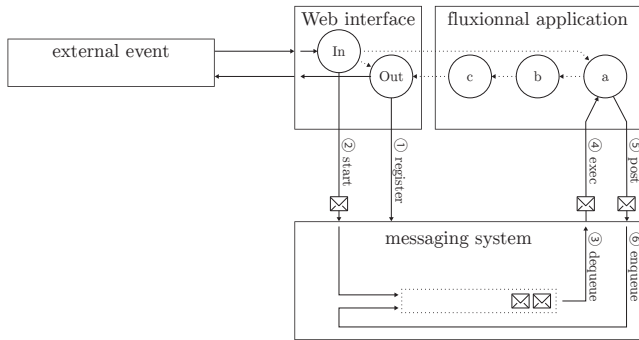 Web interface
fluxionnal application
external event
In
Out
c
b
a
② start
① register
④ exec
⑤ post
messaging system
③ dequeue
⑥ enqueue